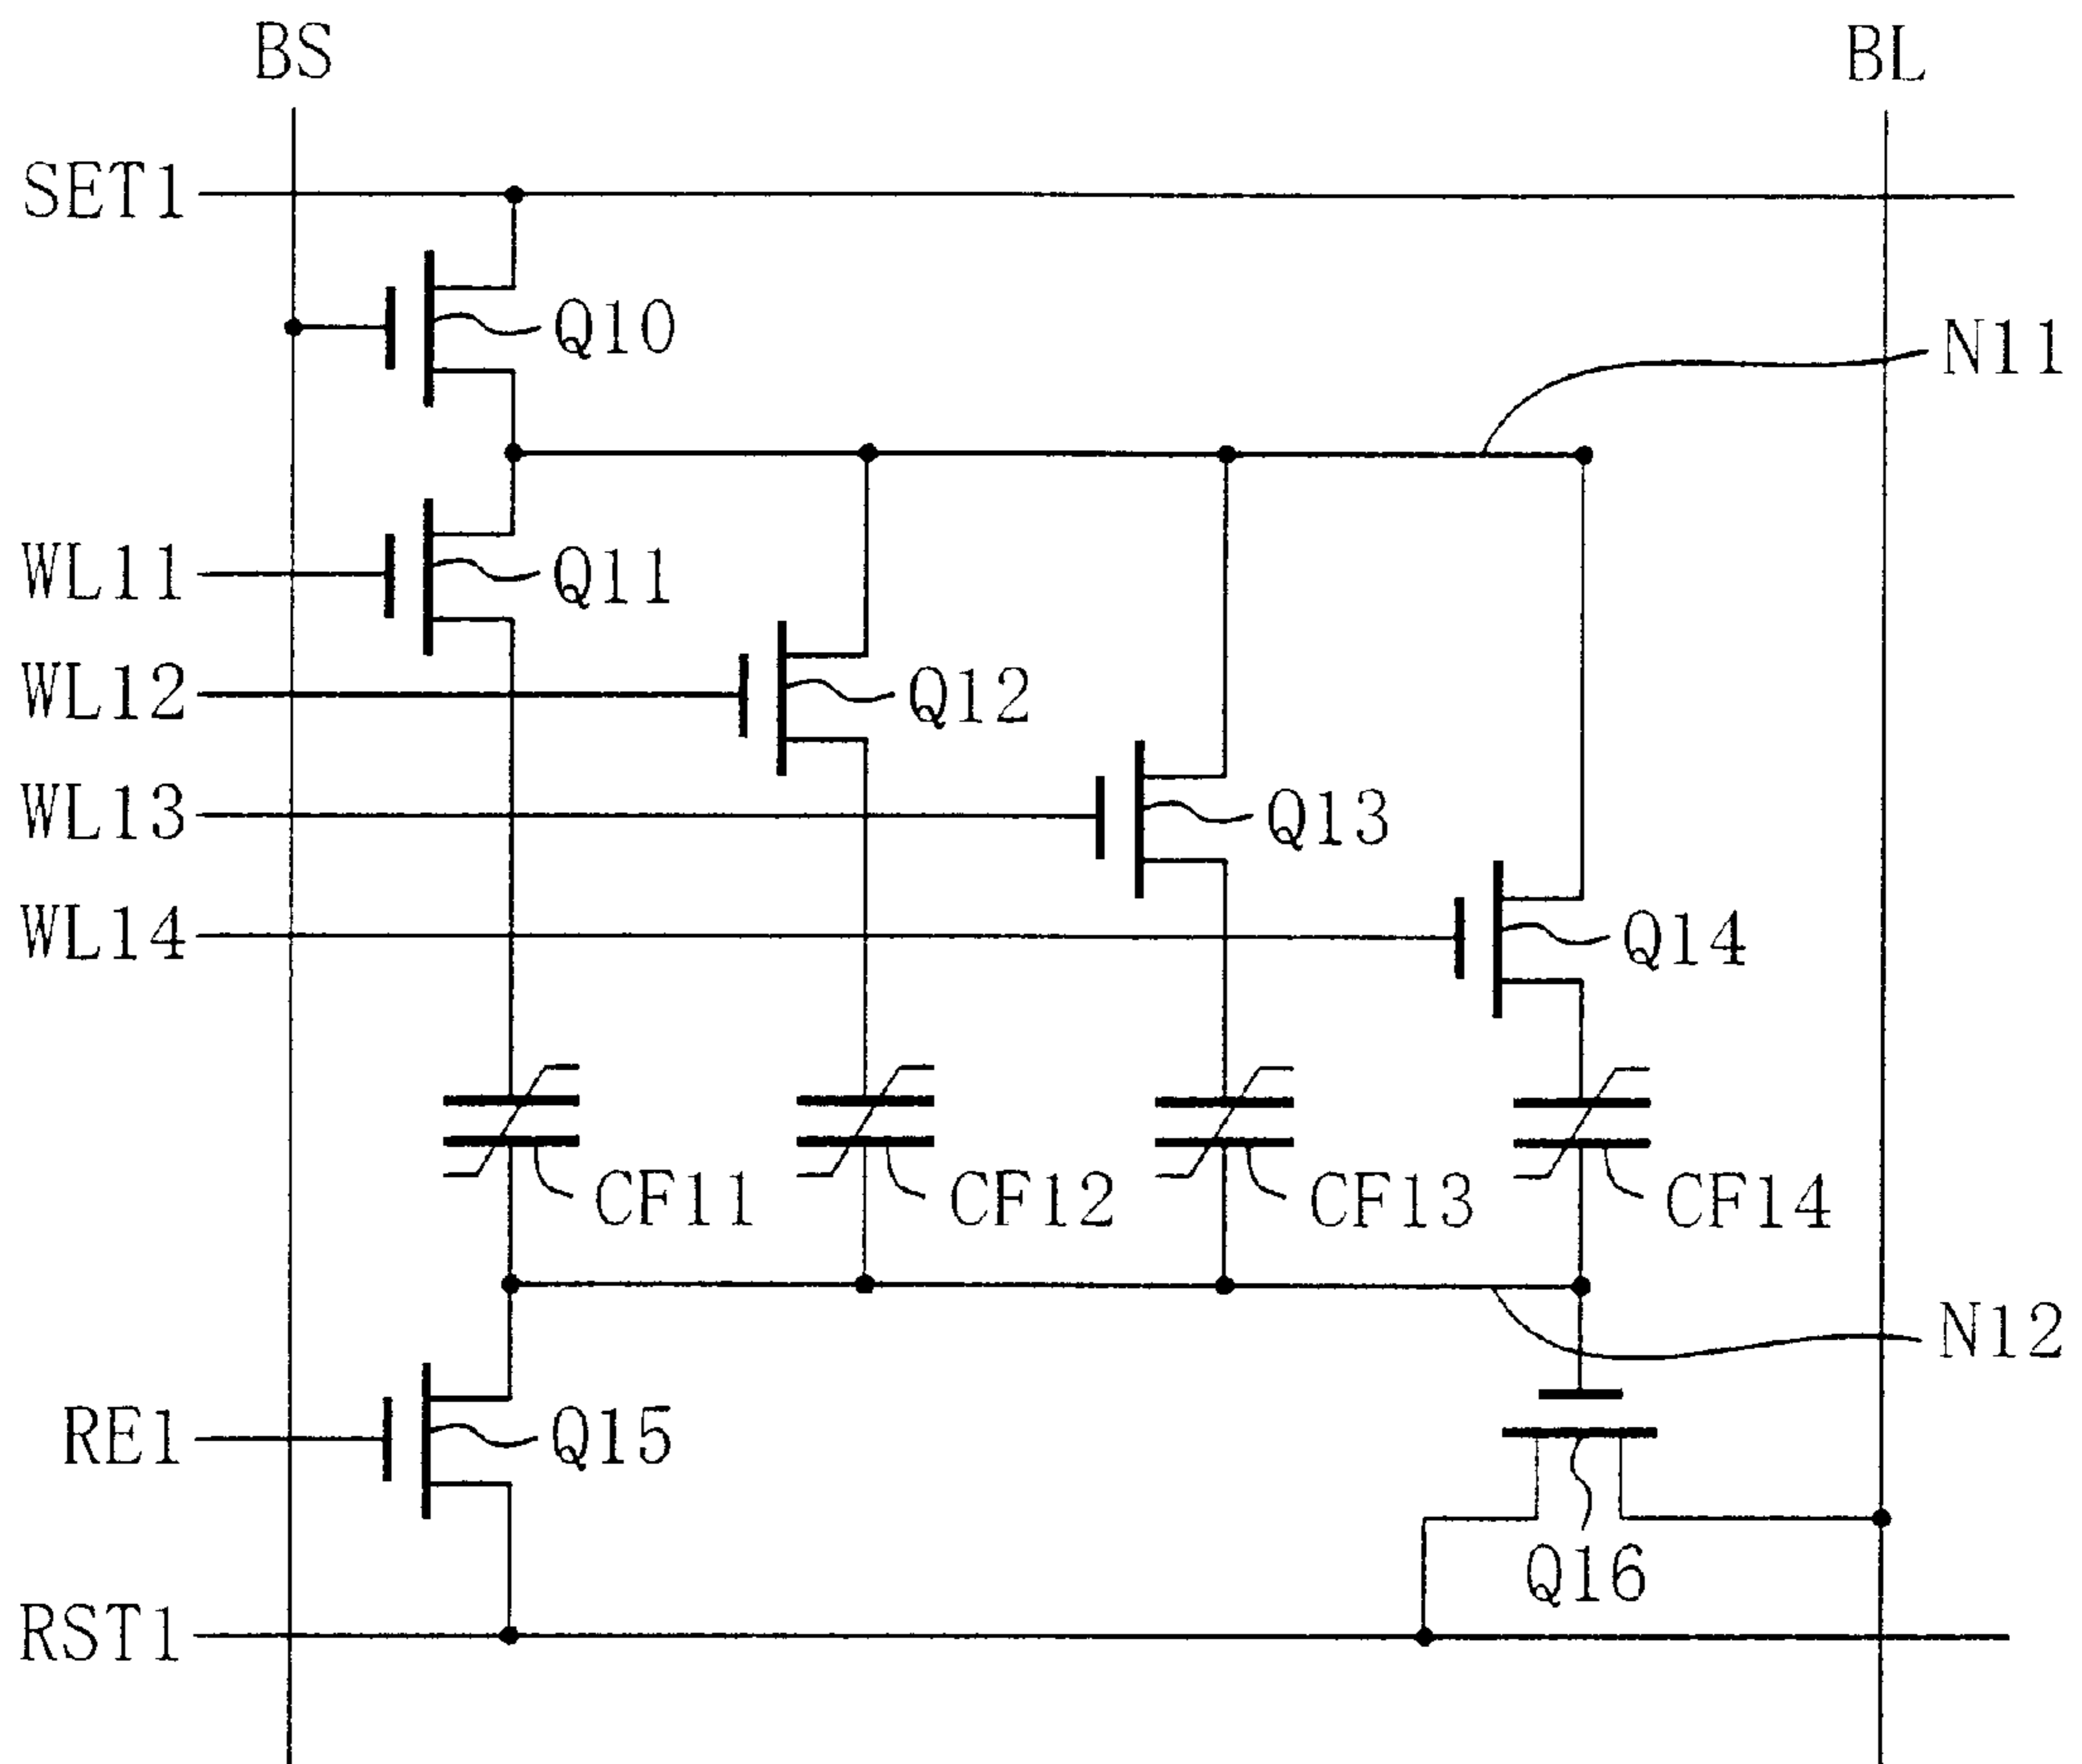 BS
BL
SET1
Q10
N11
WL11
Q11
WL12
Q12
WL13
Q13
WL14
Q14
CF11
CF12
CF13
CF14
N12
RE1
Q15
Q16
RST1